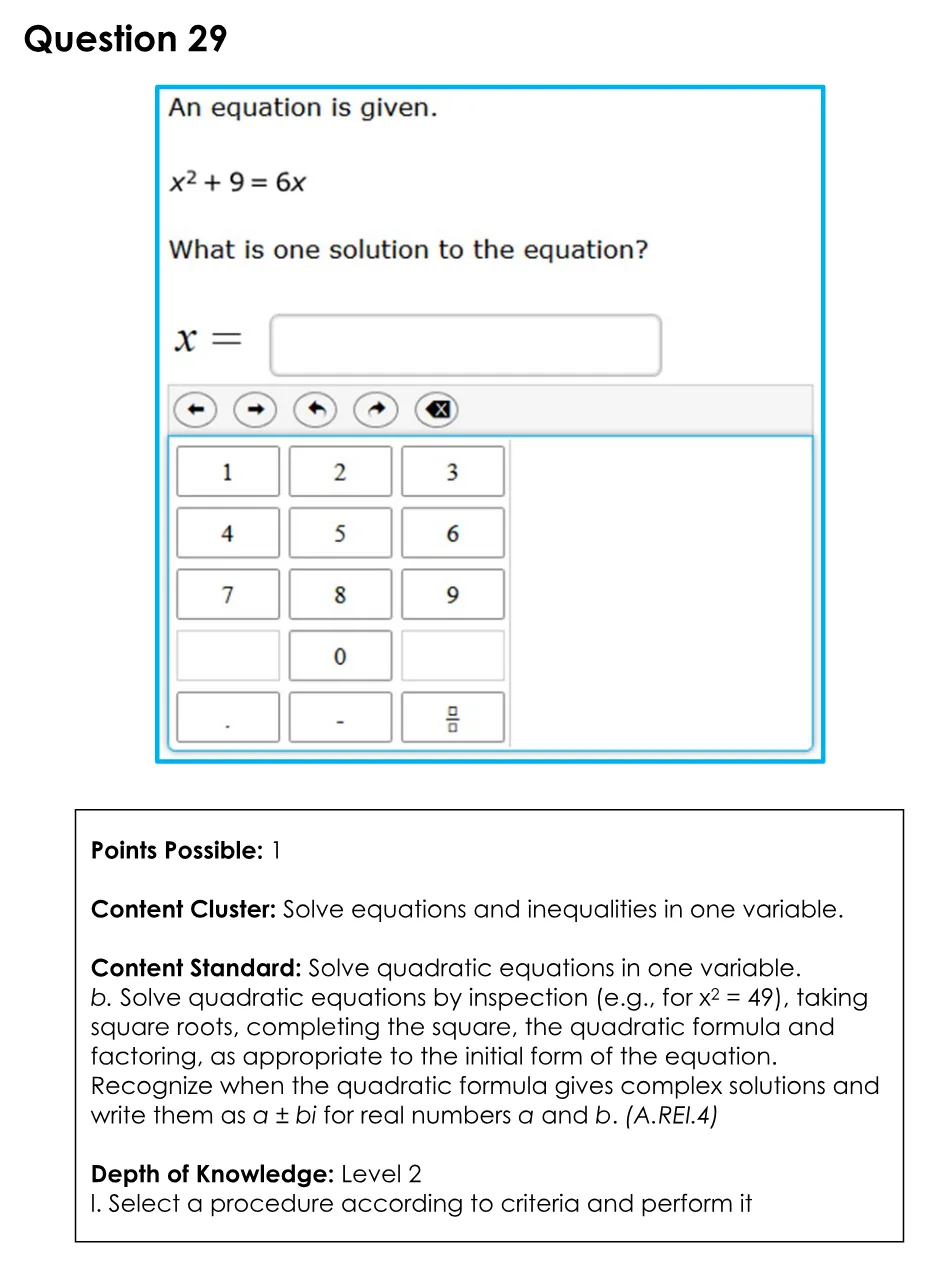 Question 29
An equation is given.
x² + 9 = 6x
What is one solution to the equation?
x =
1 2 3
4 5 6
7 8 9
0
. -
Points Possible: 1
Content Cluster: Solve equations and inequalities in one variable.
Content Standard: Solve quadratic equations in one variable.
b. Solve quadratic equations by inspection (e.g., for x² = 49), taking
square roots, completing the square, the quadratic formula and
factoring, as appropriate to the initial form of the equation.
Recognize when the quadratic formula gives complex solutions and
write them as a ± bi for real numbers a and b. (A.REI.4)
Depth of Knowledge: Level 2
I. Select a procedure according to criteria and perform it